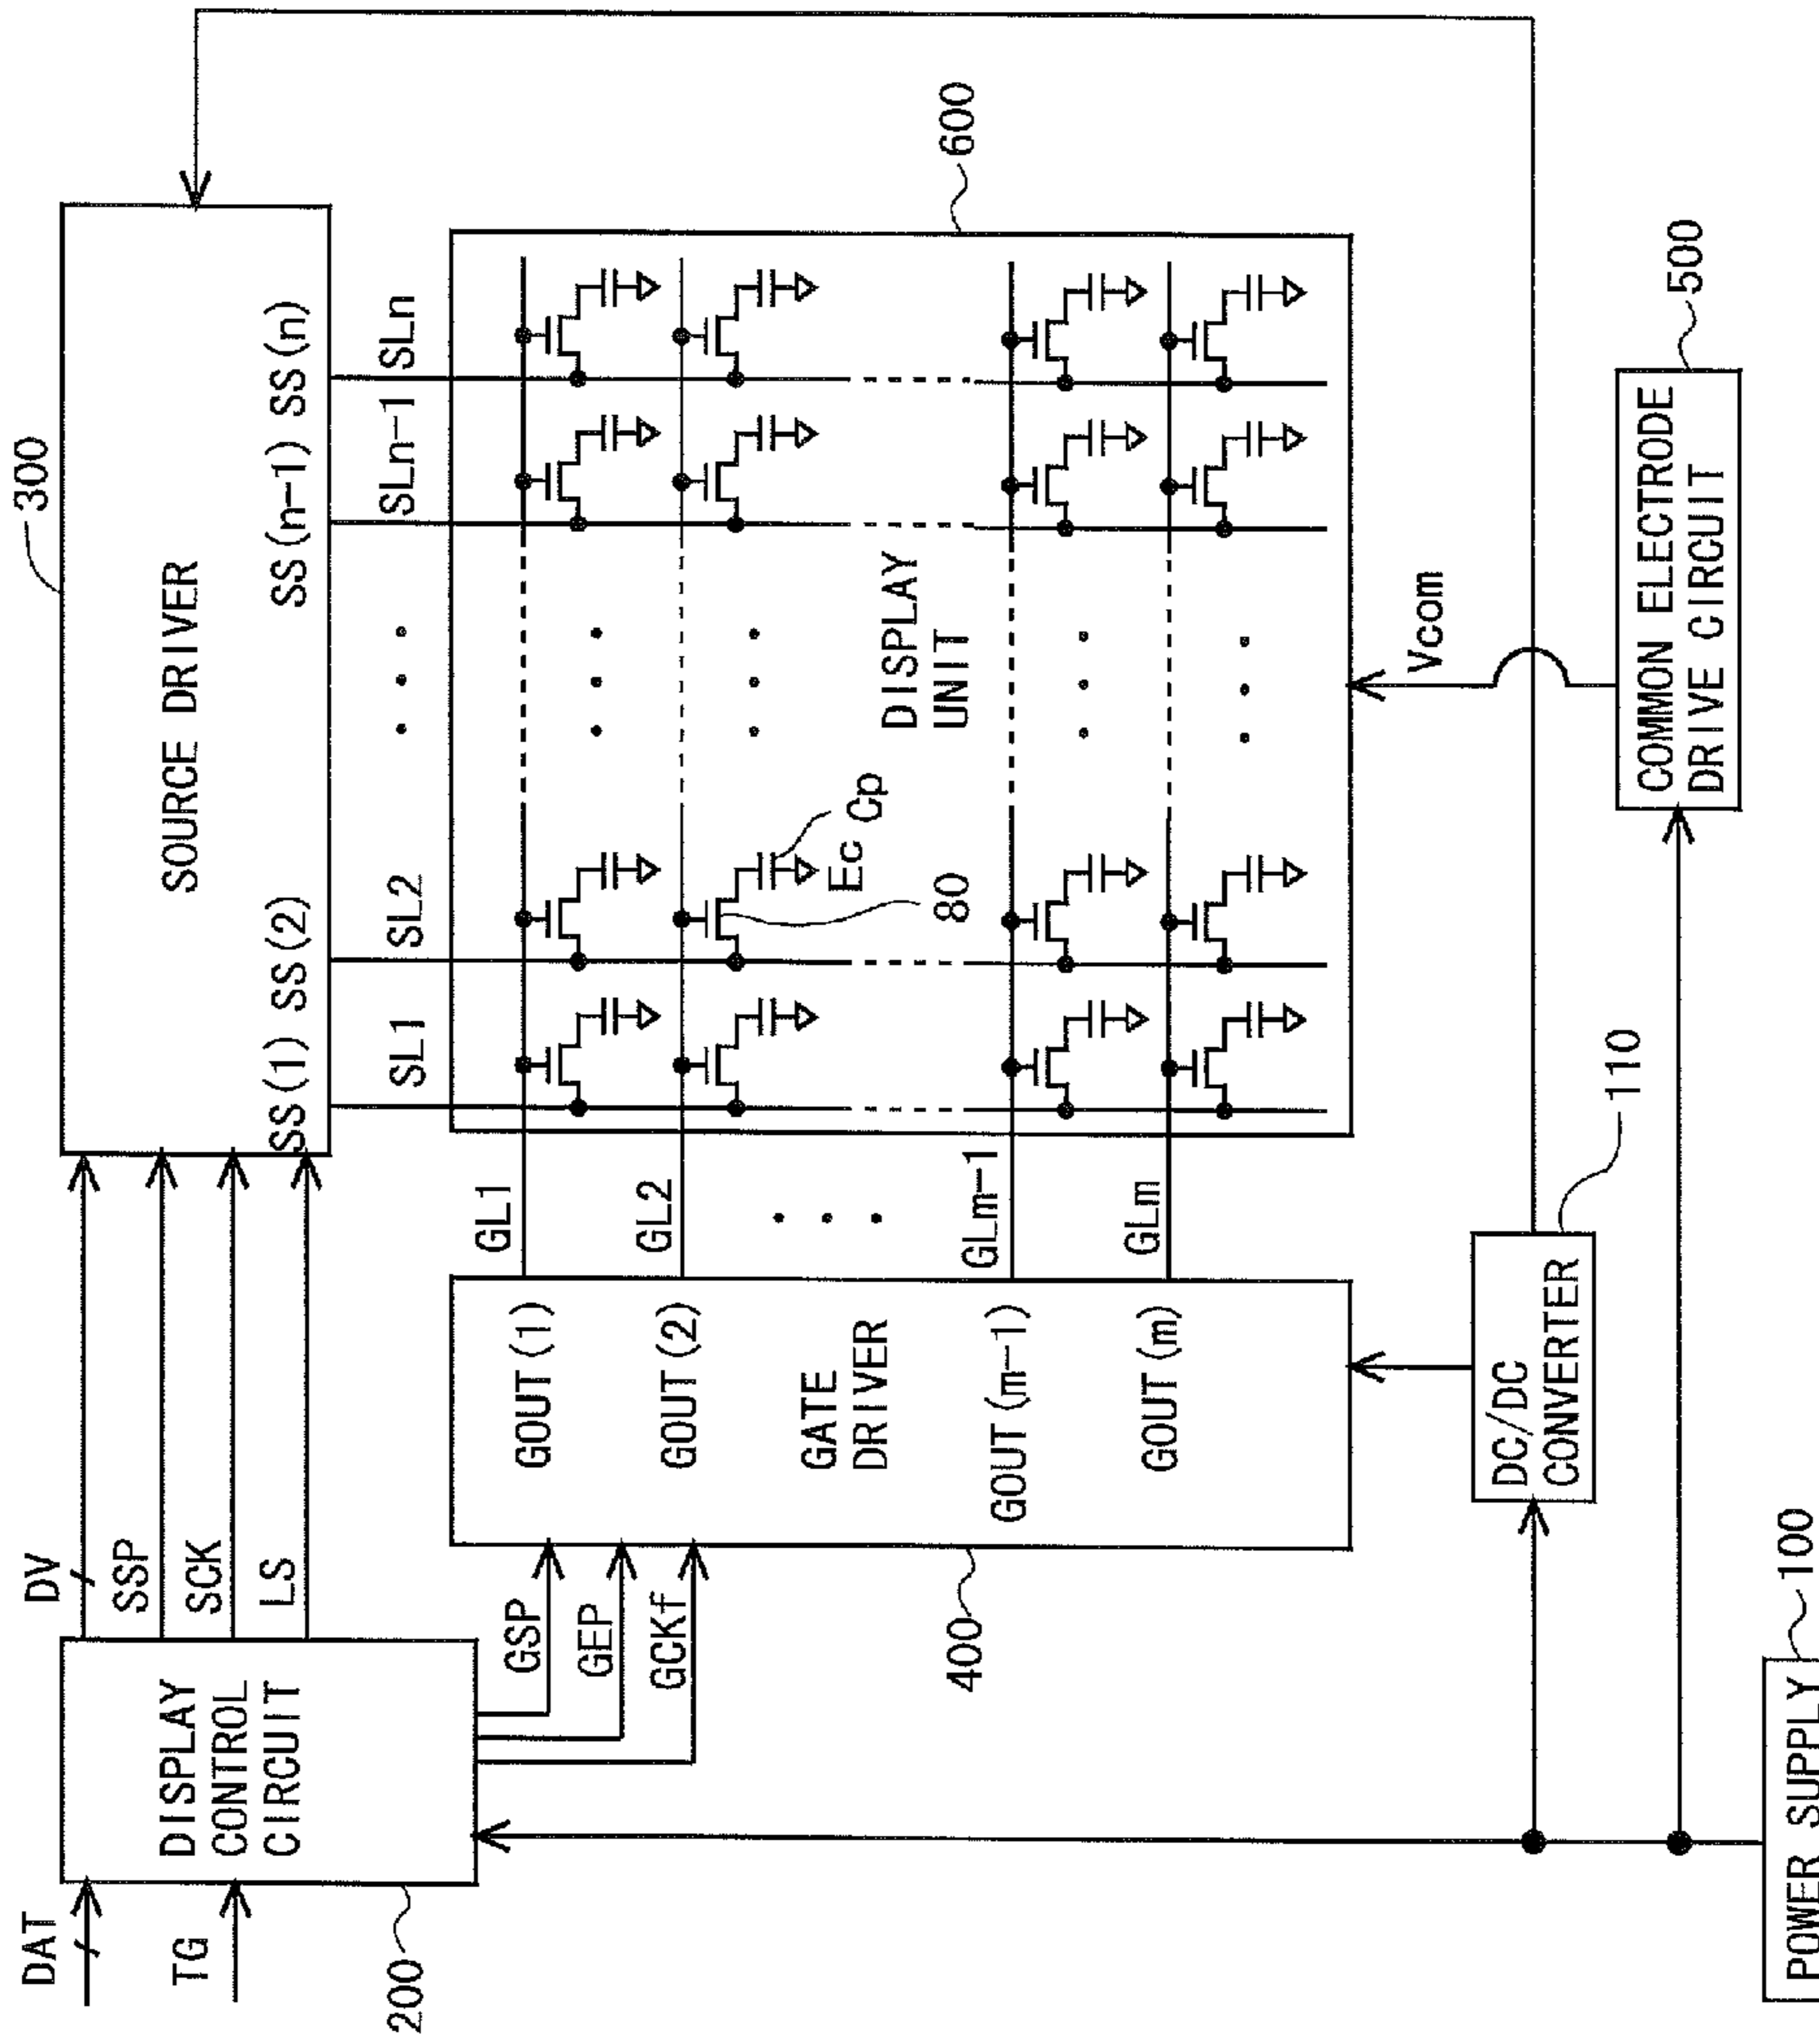 300
SOURCE DRIVER
SS(1) SS(2)
SS(n-1) SS(n)
DAT
TG
DISPLAY
CONTROL
CIRCUIT
200
DV
SSP
SCK
LS
GSP
GEP
GCKf
SL1
SL2
SLn-1
SLn
600
GOUT(1)
GOUT(2)
GATE
DRIVER
GOUT(m-1)
GOUT(m)
400
GL1
GL2
GLm-1
GLm
Ec
Cp
80
DISPLAY
UNIT
Vcom
DC/DC
CONVERTER
110
COMMON ELECTRODE
DRIVE CIRCUIT
500
POWER SUPPLY
100